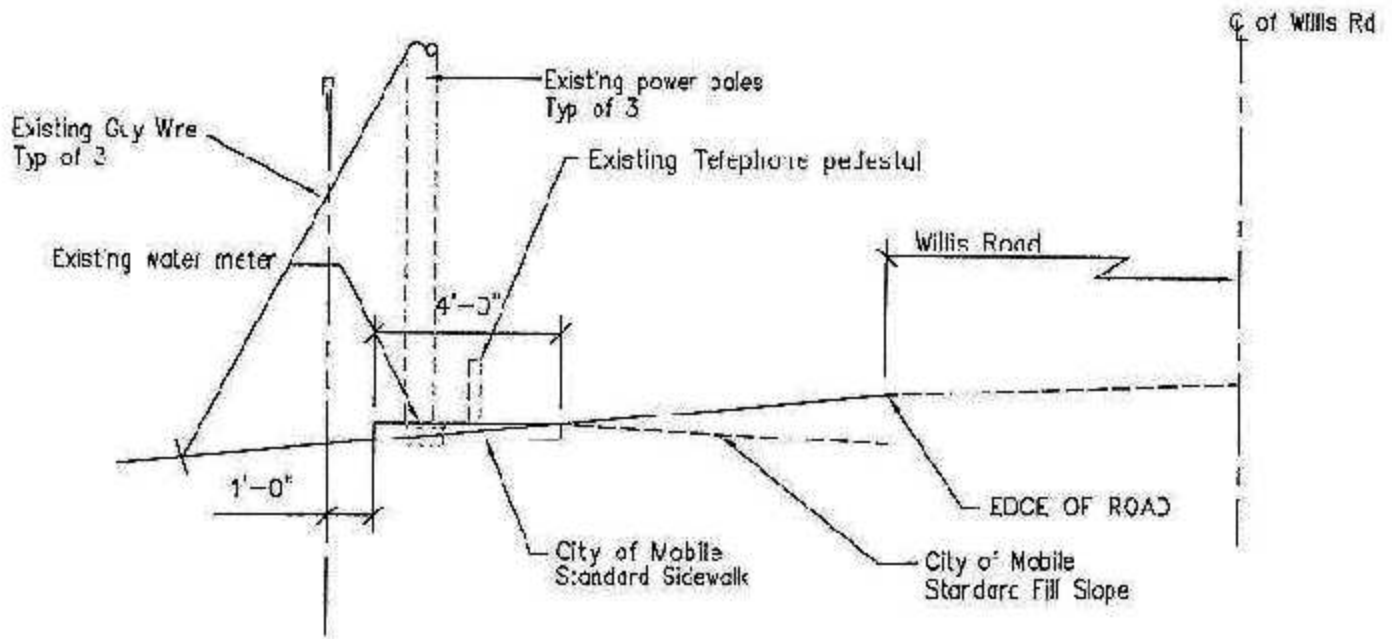 ℄ of Willis Rd
Existing power poles
Typ of 3
Existing Guy Wire
Typ of 3
Existing Telephone pedestal
Willis Road
Existing water meter
4'-0"
1'-0"
EDGE OF ROAD
City of Mobile
Standard Sidewalk
City of Mobile
Standard Fill Slope